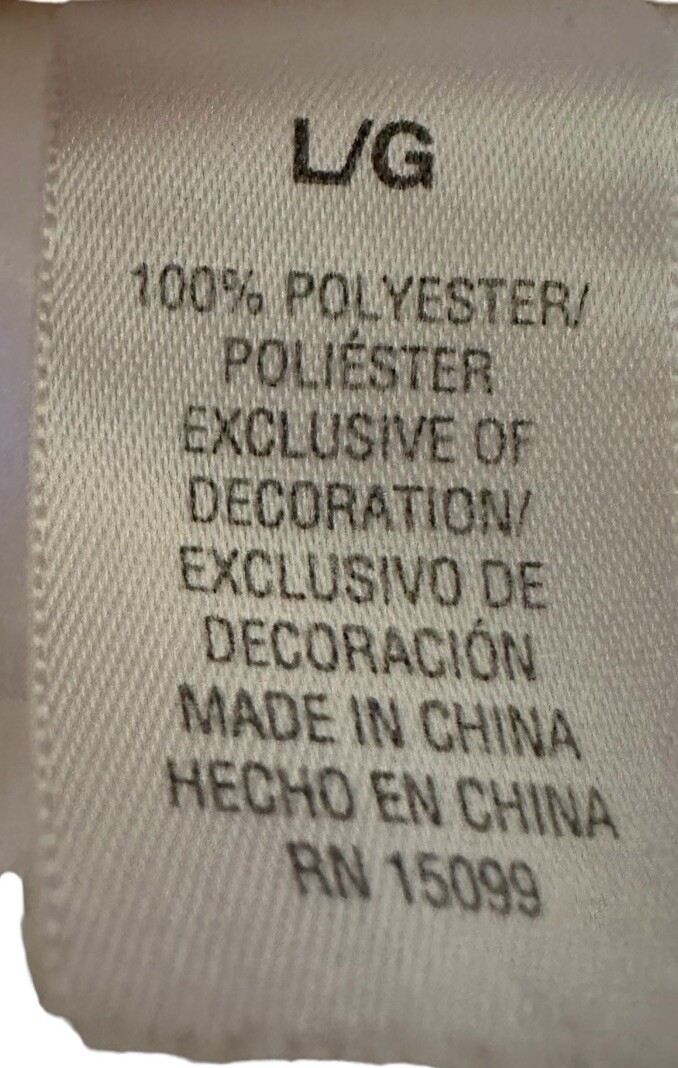 L/G
100% POLYESTER/
POLIÉSTER
EXCLUSIVE OF
DECORATION/
EXCLUSIVO DE
DECORACIÓN
MADE IN CHINA
HECHO EN CHINA
RN 15099